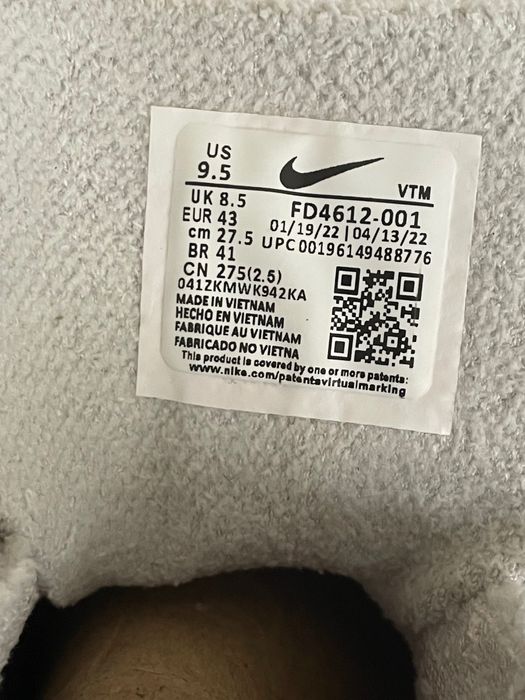 US
9.5
VTM
UK 8.5
FD4612-001
EUR 43
01/19/22 | 04/13/22
cm 27.5
UPC 00196149488776
BR 41
CN 275(2.5)
041ZKMWK942KA
MADE IN VIETNAM
HECHO EN VIETNAM
FABRIQUE AU VIETNAM
FABRICADO NO VIETNA
This product is covered by one or more patents:
www.nike.com/patentsvirtualmarking